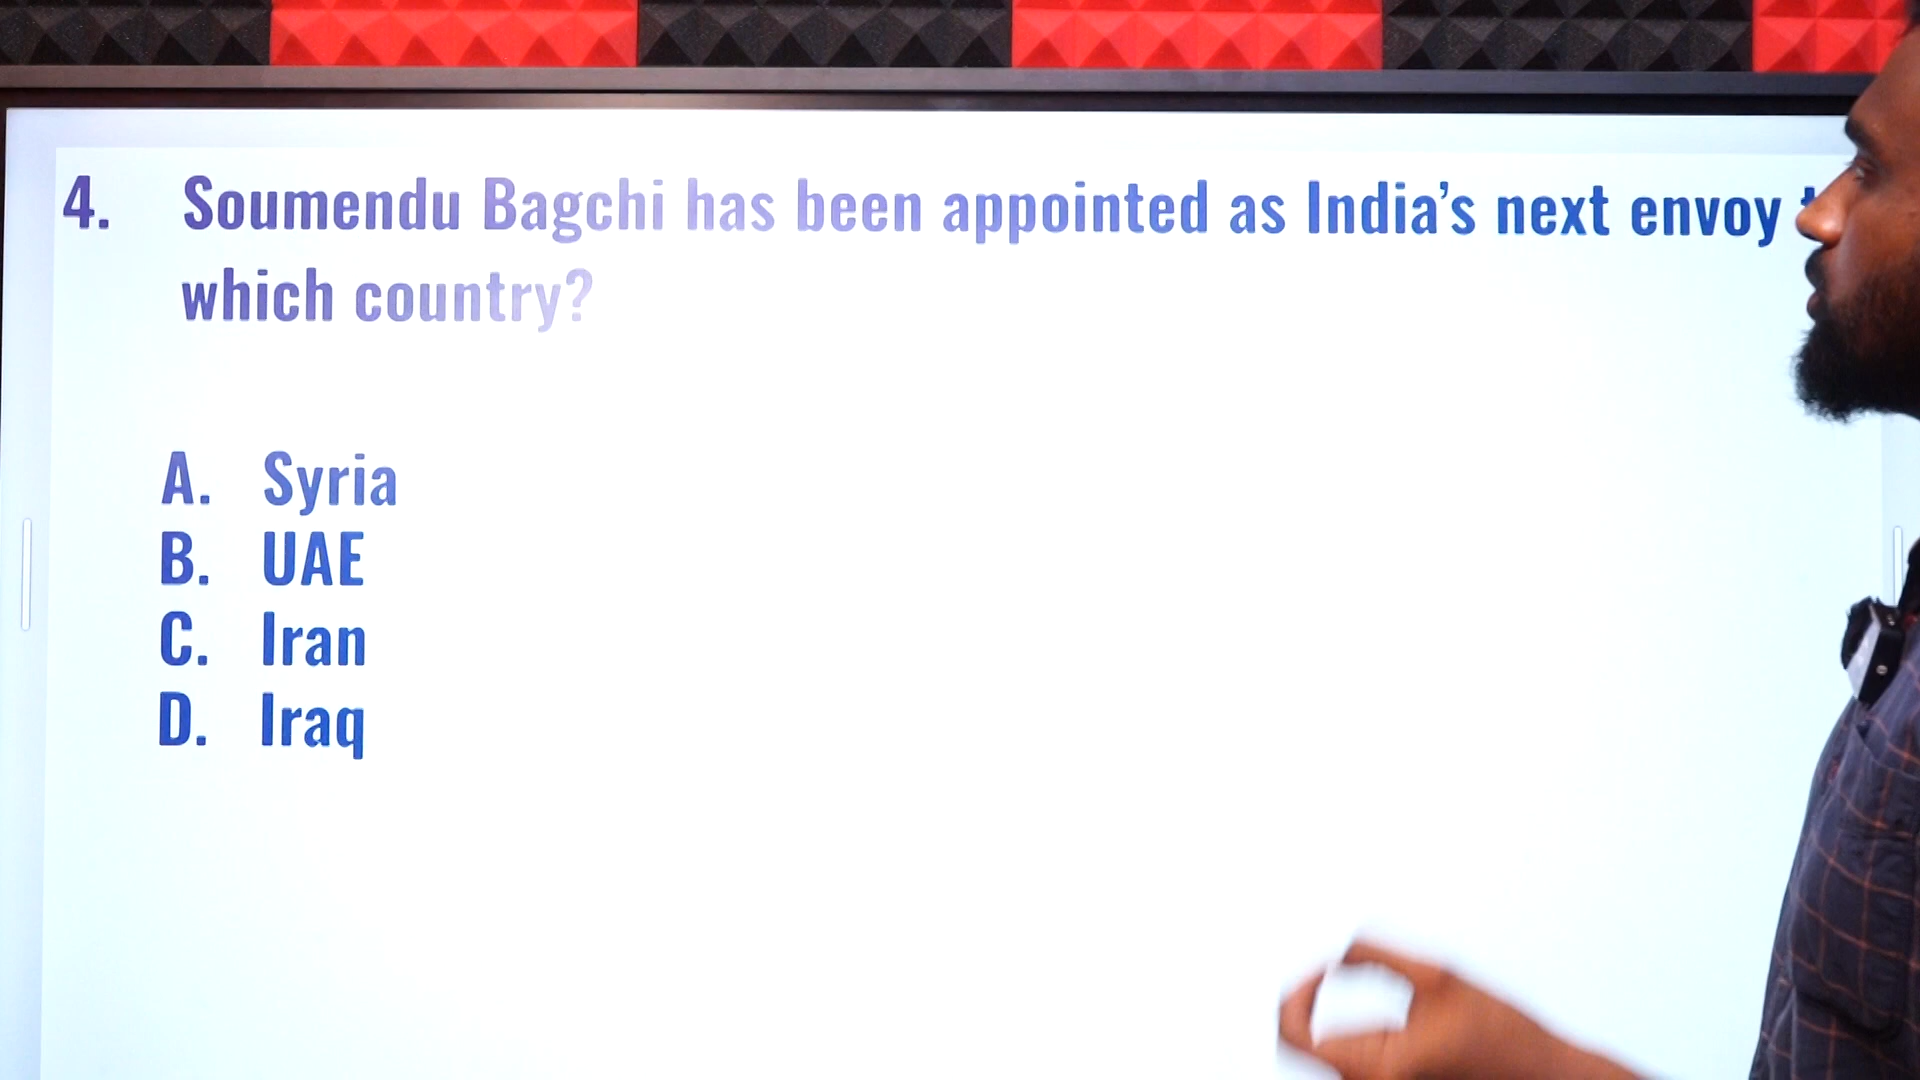 4. Soumendu Bagchi has been appointed as India’s next envoy
which country?
A. Syria
B. UAE
C. Iran
D. Iraq